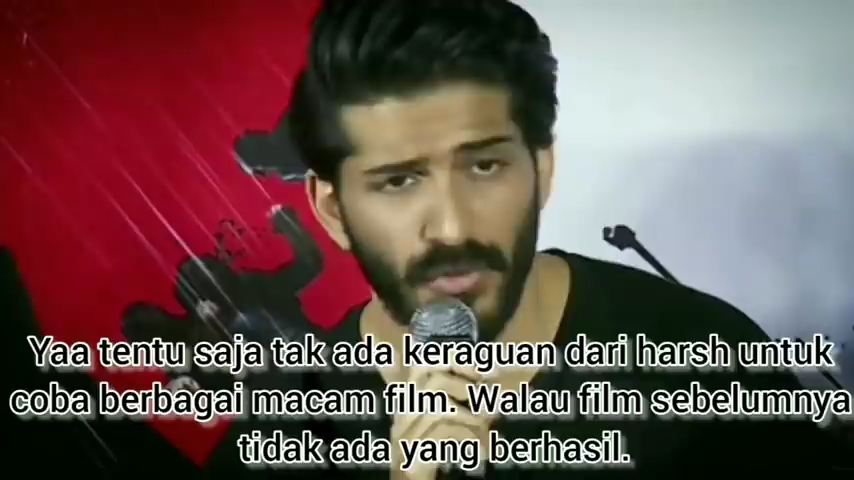 Yaa tentu saja tak ada keraguan dari harsh untuk
coba berbagai macam film. Walau film sebelumnya
tidak ada yang berhasil.